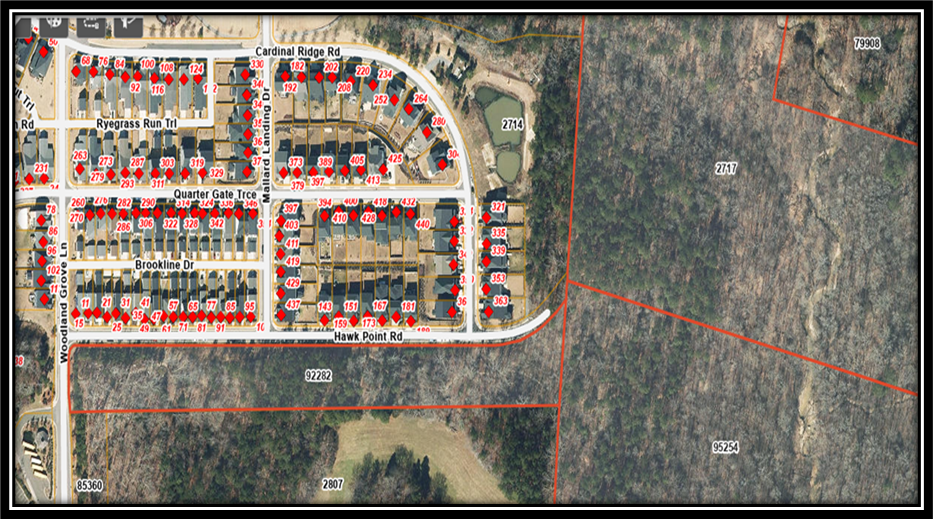 Cardinal Ridge Rd
79908
68 76 84 100 108 124
92 116
330
182 202 220 234
192 208 252 264
280
2714
Ryegrass Run Trl
n Rd
Mallard Landing Dr
263 273 287 303 319
279 293 311 329
231
373 389 405 425
379 397 413
2717
Quarter Gate Trce
78
86
96
102
260 276 282 290 314 324 336 346
270 286 306 322 328 342
397
403
411
419
429
437
394 400 418 432
410 428 440
321
335
339
353
363
Brookline Dr
Woodland Grove Ln
11 21 31 41 57 65 77 85 95
15 25 35 47
49 61 71 81 91
143 151 167 181
159 173
Hawk Point Rd
92282
95254
85360
2807